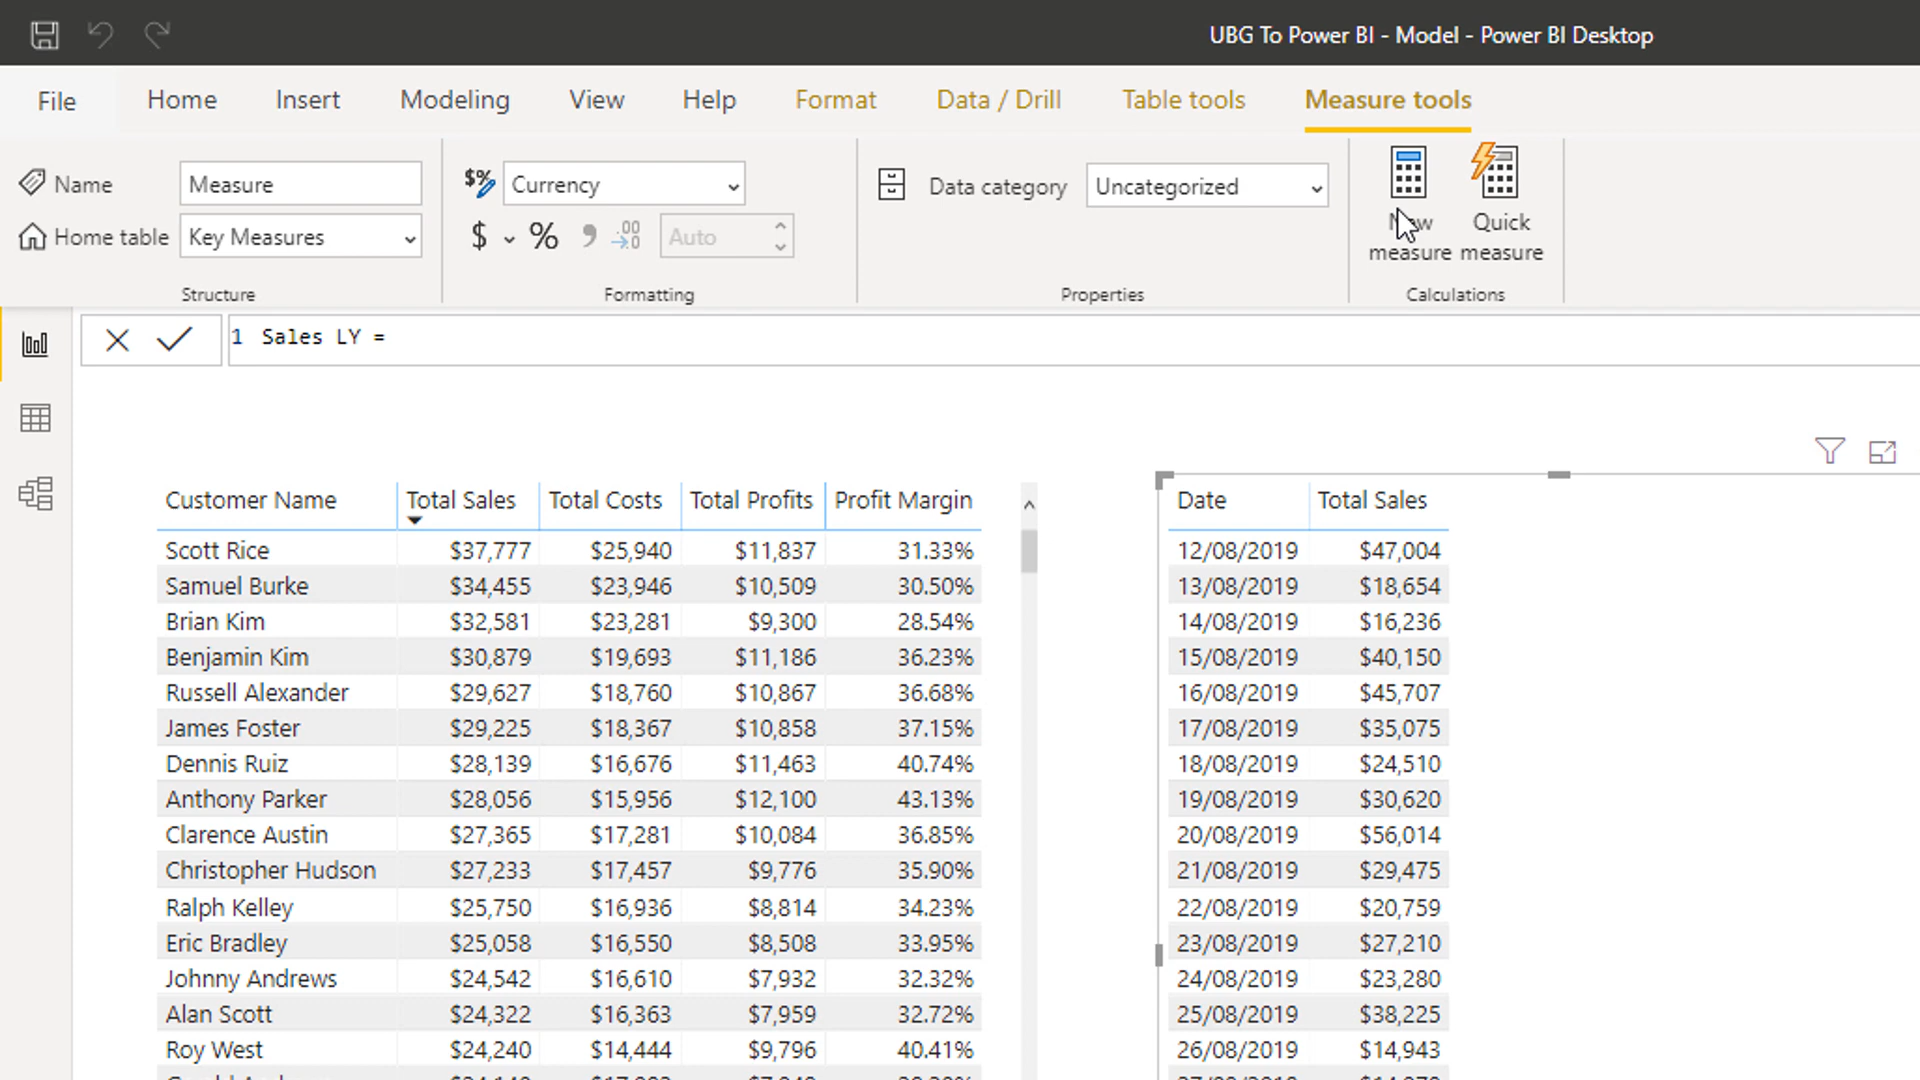 UBG To Power BI - Model - Power BI Desktop
File Home Insert Modeling View Help Format Data / Drill Table tools Measure tools
Name Measure
Home table Key Measures
Structure
$% Currency
$ % 9 .00 Auto
Formatting
Data category Uncategorized
Properties
New measure
Quick measure
Calculations
1 Sales LY =
Customer Name Total Sales Total Costs Total Profits Profit Margin
Scott Rice $37,777 $25,940 $11,837 31.33%
Samuel Burke $34,455 $23,946 $10,509 30.50%
Brian Kim $32,581 $23,281 $9,300 28.54%
Benjamin Kim $30,879 $19,693 $11,186 36.23%
Russell Alexander $29,627 $18,760 $10,867 36.68%
James Foster $29,225 $18,367 $10,858 37.15%
Dennis Ruiz $28,139 $16,676 $11,463 40.74%
Anthony Parker $28,056 $15,956 $12,100 43.13%
Clarence Austin $27,365 $17,281 $10,084 36.85%
Christopher Hudson $27,233 $17,457 $9,776 35.90%
Ralph Kelley $25,750 $16,936 $8,814 34.23%
Eric Bradley $25,058 $16,550 $8,508 33.95%
Johnny Andrews $24,542 $16,610 $7,932 32.32%
Alan Scott $24,322 $16,363 $7,959 32.72%
Roy West $24,240 $14,444 $9,796 40.41%
Date Total Sales
12/08/2019 $47,004
13/08/2019 $18,654
14/08/2019 $16,236
15/08/2019 $40,150
16/08/2019 $45,707
17/08/2019 $35,075
18/08/2019 $24,510
19/08/2019 $30,620
20/08/2019 $56,014
21/08/2019 $29,475
22/08/2019 $20,759
23/08/2019 $27,210
24/08/2019 $23,280
25/08/2019 $38,225
26/08/2019 $14,943